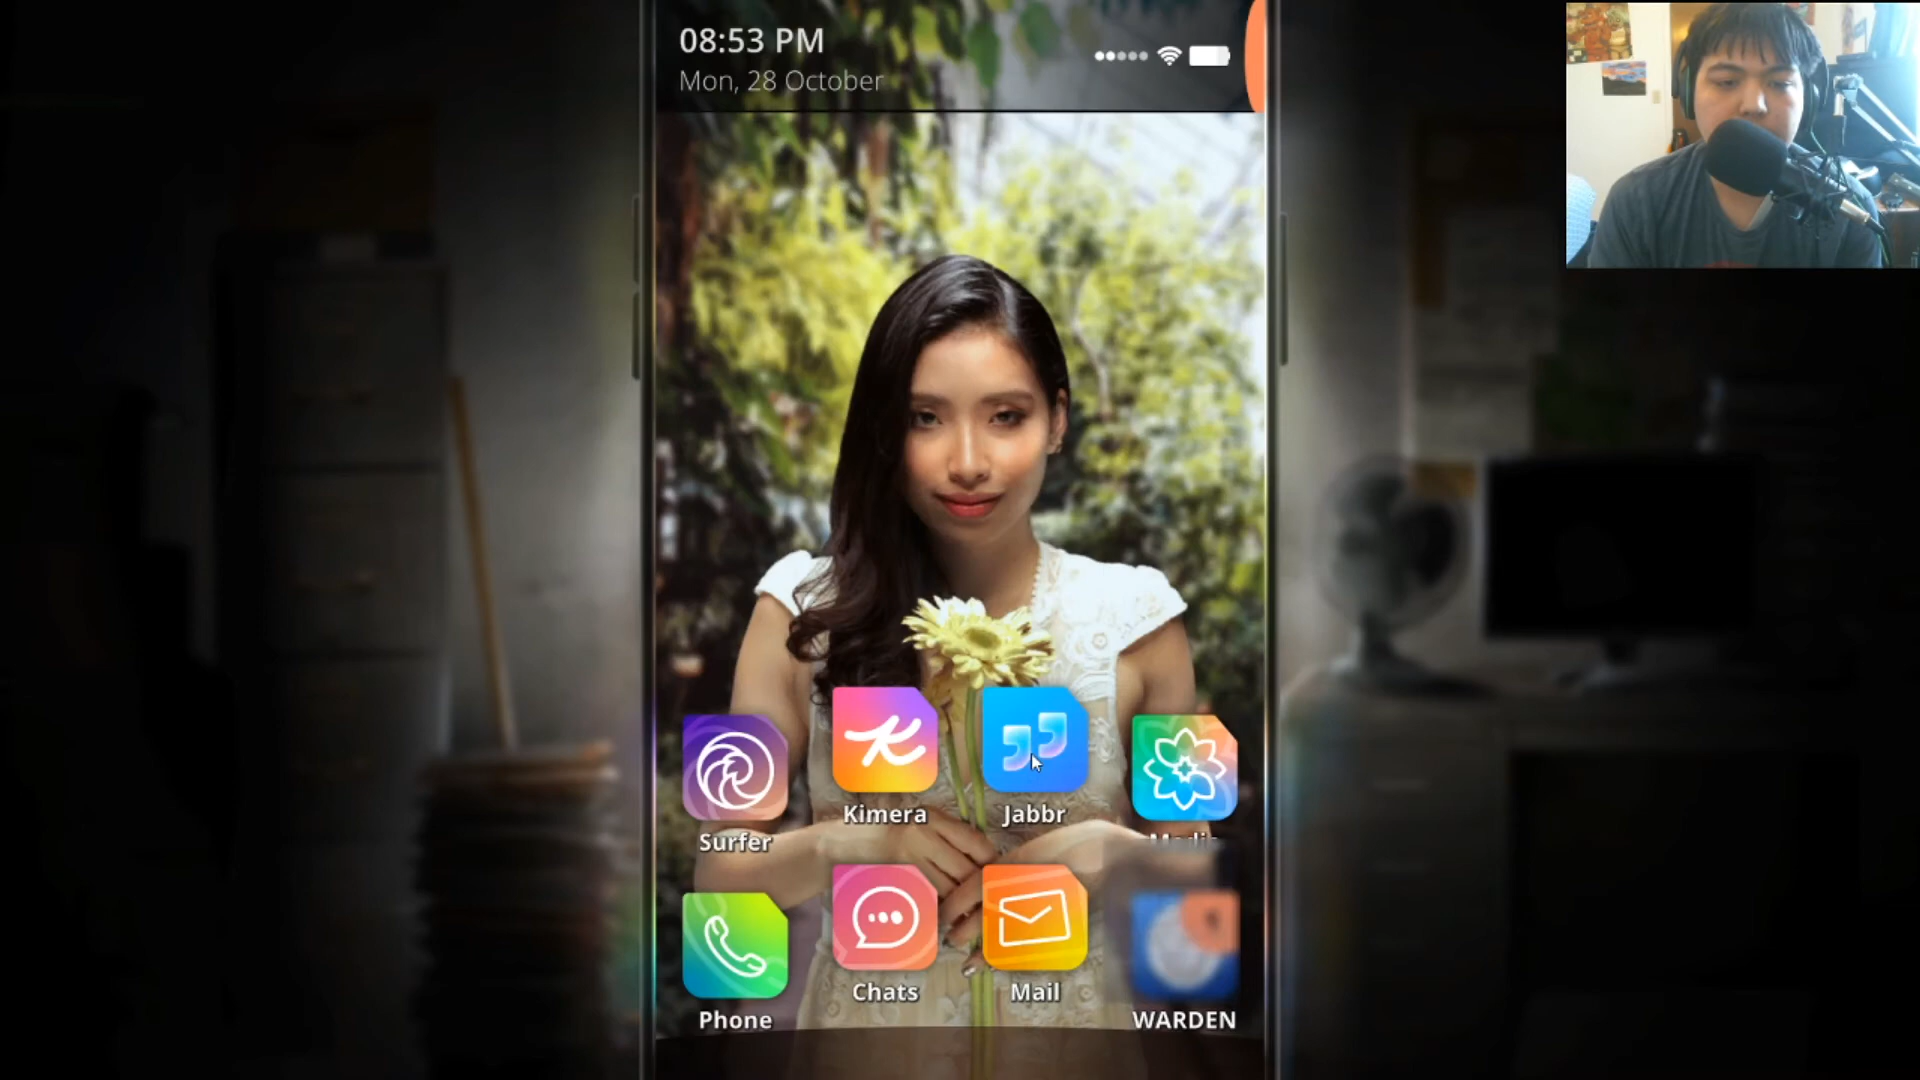 08:53 PM
Mon, 28 October
Surfer
Kimera
Jabbr
Phone
Chats
Mail
WARDEN